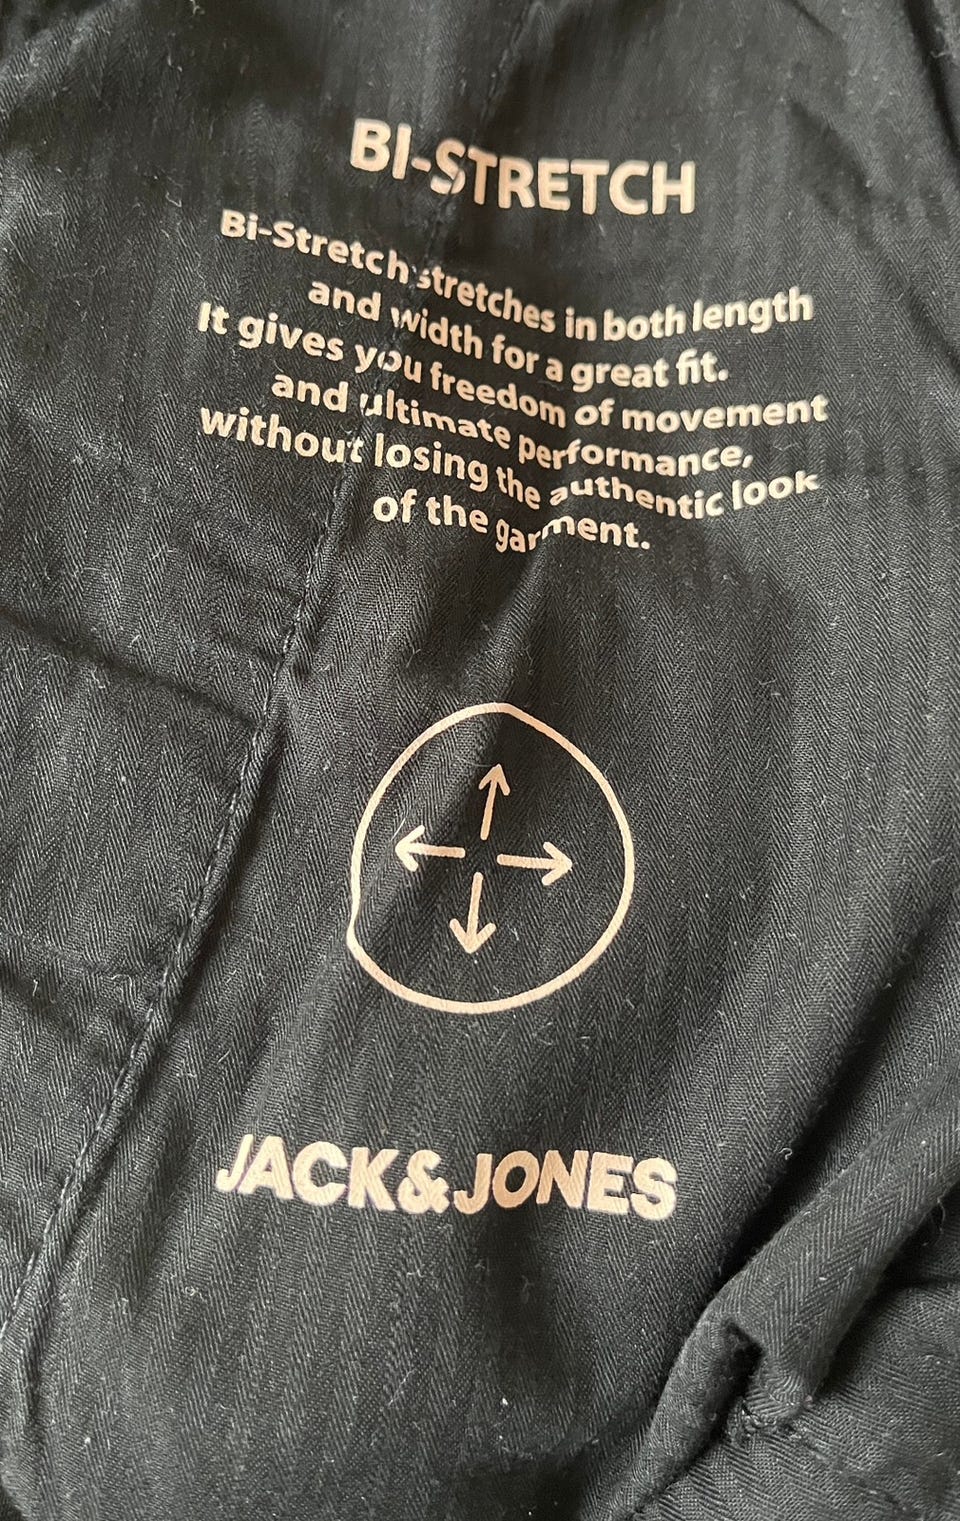 BI-STRETCH
Bi-Stretch stretches in both length
and width for a great fit.
It gives you freedom of movement
and ultimate performance,
without losing the authentic look
of the garment.
JACK&JONES